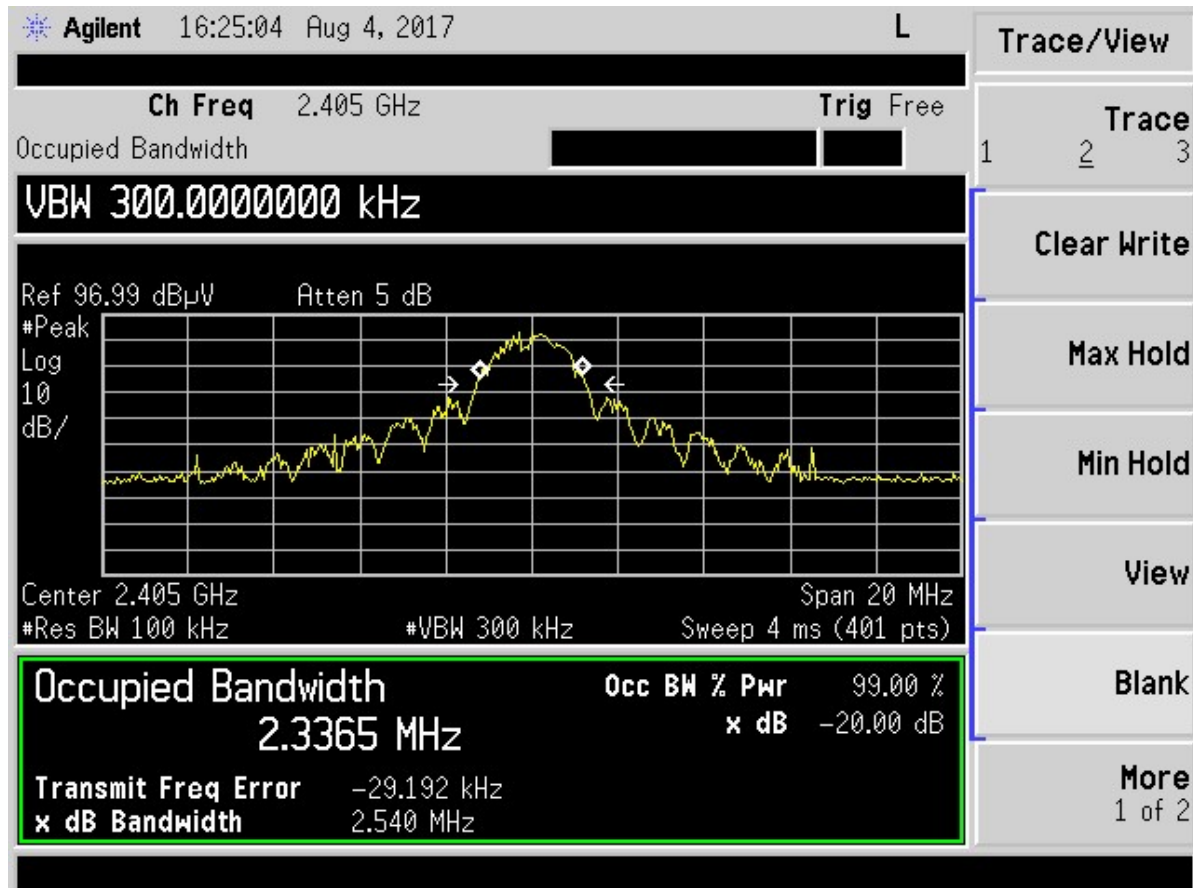 Agilent 16:25:04 Aug 4, 2017 L
Trace/View
Ch Freq 2.405 GHz Trig Free
Occupied Bandwidth
Trace
1 2 3
VBW 300.0000000 kHz
Clear Write
Ref 96.99 dBµV Atten 5 dB
#Peak
Log
10
dB/
Max Hold
Min Hold
View
Center 2.405 GHz Span 20 MHz
#Res BW 100 kHz #VBW 300 kHz Sweep 4 ms (401 pts)
Occupied Bandwidth Occ BW % Pwr 99.00 %
2.3365 MHz x dB -20.00 dB
Blank
Transmit Freq Error -29.192 kHz
x dB Bandwidth 2.540 MHz
More
1 of 2